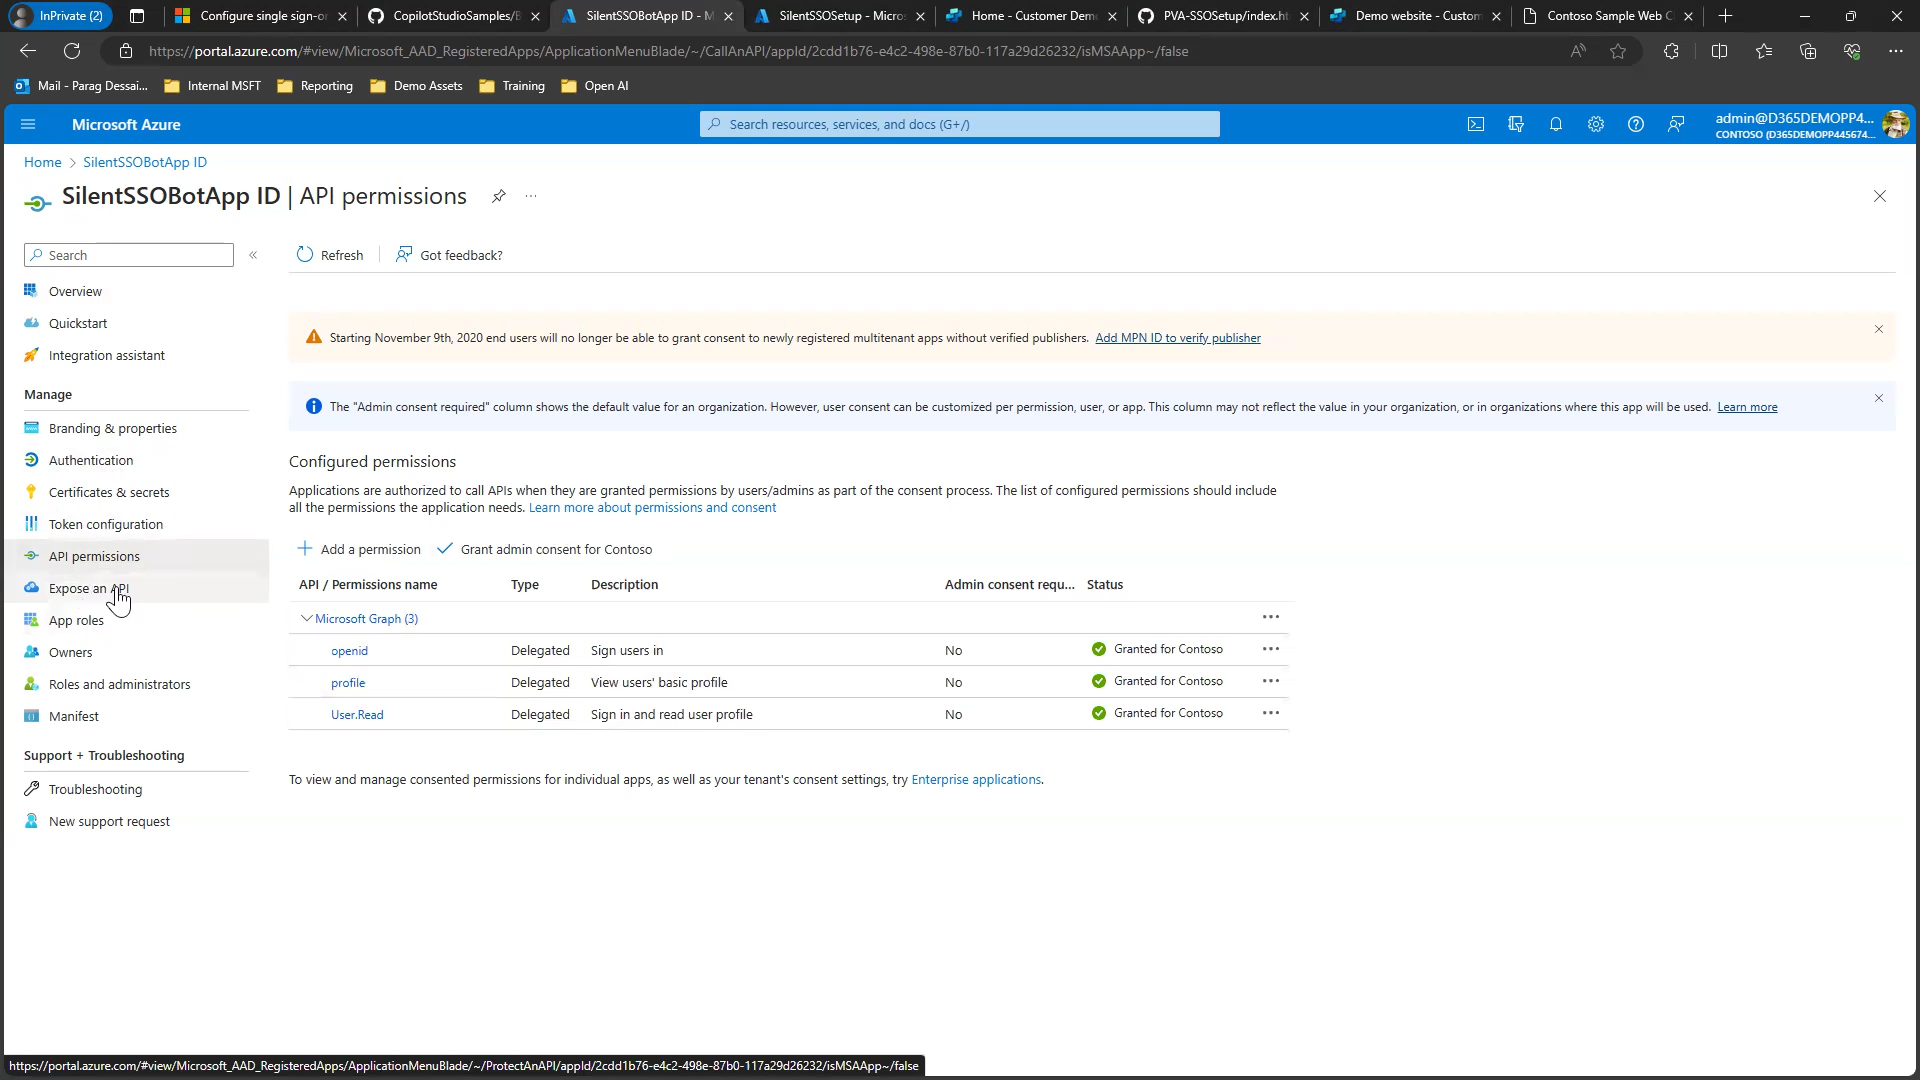 InPrivate (2)
Configure single sign-on
CopilotStudioSamples/B
SilentSSOBotApp ID - M
SilentSSOSetup - Micros
Home - Customer Dem
PVA-SSOSetup/index.ht
Demo website - Custom
Contoso Sample Web C
https://portal.azure.com/#view/Microsoft_AAD_RegisteredApps/ApplicationMenuBlade/~/CallAnAPI/appId/2cdd1b76-e4c2-498e-87b0-117a29d26232/isMSAApp~/false
Mail - Parag Dessai...
Internal MSFT
Reporting
Demo Assets
Training
Open AI
Microsoft Azure
Search resources, services, and docs (G+/)
admin@D365DEMOPP4...
CONTOSO (D365DEMOPP445674...
Home > SilentSSOBotApp ID
SilentSSOBotApp ID | API permissions
Search
Refresh
Got feedback?
Overview
Quickstart
Integration assistant
Manage
Branding & properties
Authentication
Certificates & secrets
Token configuration
API permissions
Expose an API
App roles
Owners
Roles and administrators
Manifest
Support + Troubleshooting
Troubleshooting
New support request
Starting November 9th, 2020 end users will no longer be able to grant consent to newly registered multitenant apps without verified publishers. Add MPN ID to verify publisher
The "Admin consent required" column shows the default value for an organization. However, user consent can be customized per permission, user, or app. This column may not reflect the value in your organization, or in organizations where this app will be used. Learn more
Configured permissions
Applications are authorized to call APIs when they are granted permissions by users/admins as part of the consent process. The list of configured permissions should include
all the permissions the application needs. Learn more about permissions and consent
Add a permission
Grant admin consent for Contoso
API / Permissions name Type Description Admin consent requ... Status
Microsoft Graph (3)
openid Delegated Sign users in No Granted for Contoso
profile Delegated View users' basic profile No Granted for Contoso
User.Read Delegated Sign in and read user profile No Granted for Contoso
To view and manage consented permissions for individual apps, as well as your tenant's consent settings, try Enterprise applications.
https://portal.azure.com/#view/Microsoft_AAD_RegisteredApps/ApplicationMenuBlade/~/ProtectAnAPI/appId/2cdd1b76-e4c2-498e-87b0-117a29d26232/isMSAApp~/false